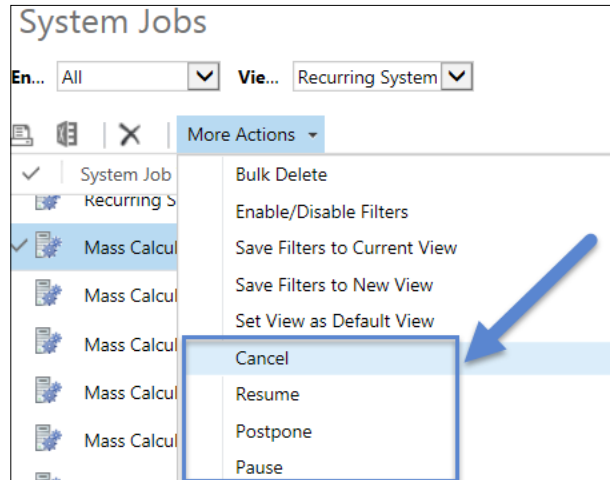 System Jobs
En... All Vie... Recurring System
More Actions
System Job
Recurring S
Mass Calcul
Mass Calcul
Mass Calcul
Mass Calcul
Mass Calcul
Bulk Delete
Enable/Disable Filters
Save Filters to Current View
Save Filters to New View
Set View as Default View
Cancel
Resume
Postpone
Pause